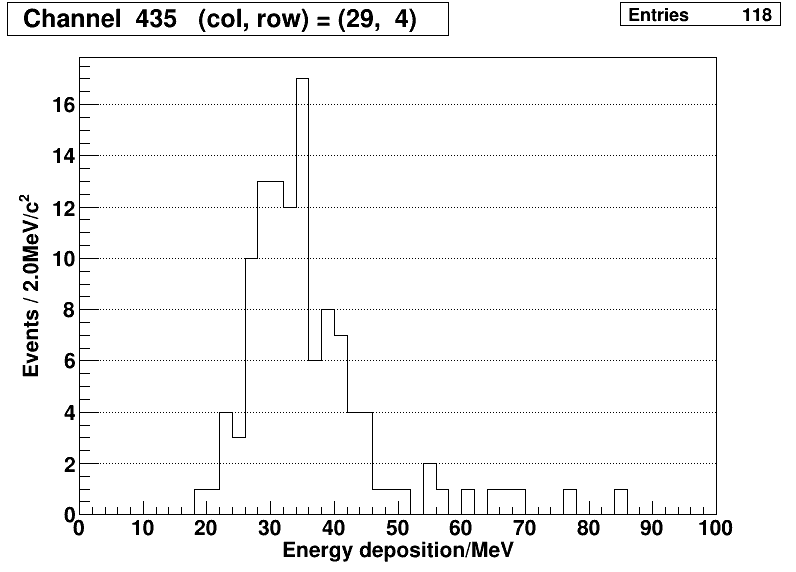 Channel 435 (col, row) = (29, 4)
Entries 118
Events / 2.0MeV/c²
16
14
12
10
8
6
4
2
0
0 10 20 30 40 50 60 70 80 90 100
Energy deposition/MeV